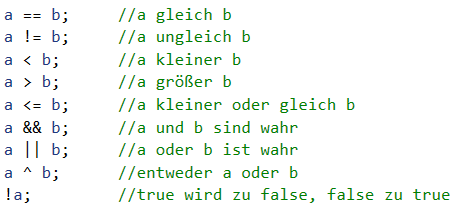 a == b;     //a gleich b
a != b;     //a ungleich b
a < b;      //a kleiner b
a > b;      //a größer b
a <= b;     //a kleiner oder gleich b
a && b;     //a und b sind wahr
a || b;     //a oder b ist wahr
a ^ b;      //entweder a oder b
!a;         //true wird zu false, false zu true